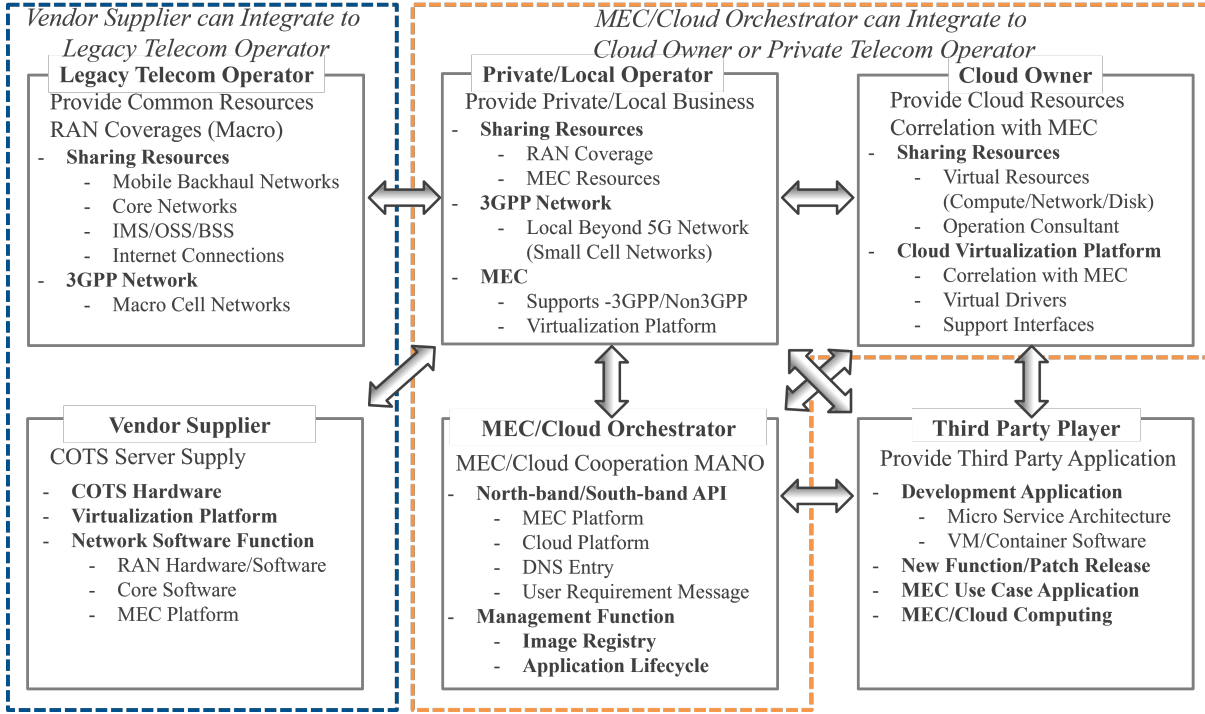 Vendor Supplier can Integrate to
Legacy Telecom Operator
MEC/Cloud Orchestrator can Integrate to
Cloud Owner or Private Telecom Operator
Legacy Telecom Operator
Provide Common Resources
RAN Coverages (Macro)
- Sharing Resources
- Mobile Backhaul Networks
- Core Networks
- IMS/OSS/BSS
- Internet Connections
- 3GPP Network
- Macro Cell Networks
Private/Local Operator
Provide Private/Local Business
- Sharing Resources
- RAN Coverage
- MEC Resources
- 3GPP Network
- Local Beyond 5G Network
(Small Cell Networks)
- MEC
- Supports -3GPP/Non3GPP
- Virtualization Platform
Cloud Owner
Provide Cloud Resources
Correlation with MEC
- Sharing Resources
- Virtual Resources
(Compute/Network/Disk)
- Operation Consultant
- Cloud Virtualization Platform
- Correlation with MEC
- Virtual Drivers
- Support Interfaces
Vendor Supplier
COTS Server Supply
- COTS Hardware
- Virtualization Platform
- Network Software Function
- RAN Hardware/Software
- Core Software
- MEC Platform
MEC/Cloud Orchestrator
MEC/Cloud Cooperation MANO
- North-band/South-band API
- MEC Platform
- Cloud Platform
- DNS Entry
- User Requirement Message
- Management Function
- Image Registry
- Application Lifecycle
Third Party Player
Provide Third Party Application
- Development Application
- Micro Service Architecture
- VM/Container Software
- New Function/Patch Release
- MEC Use Case Application
- MEC/Cloud Computing